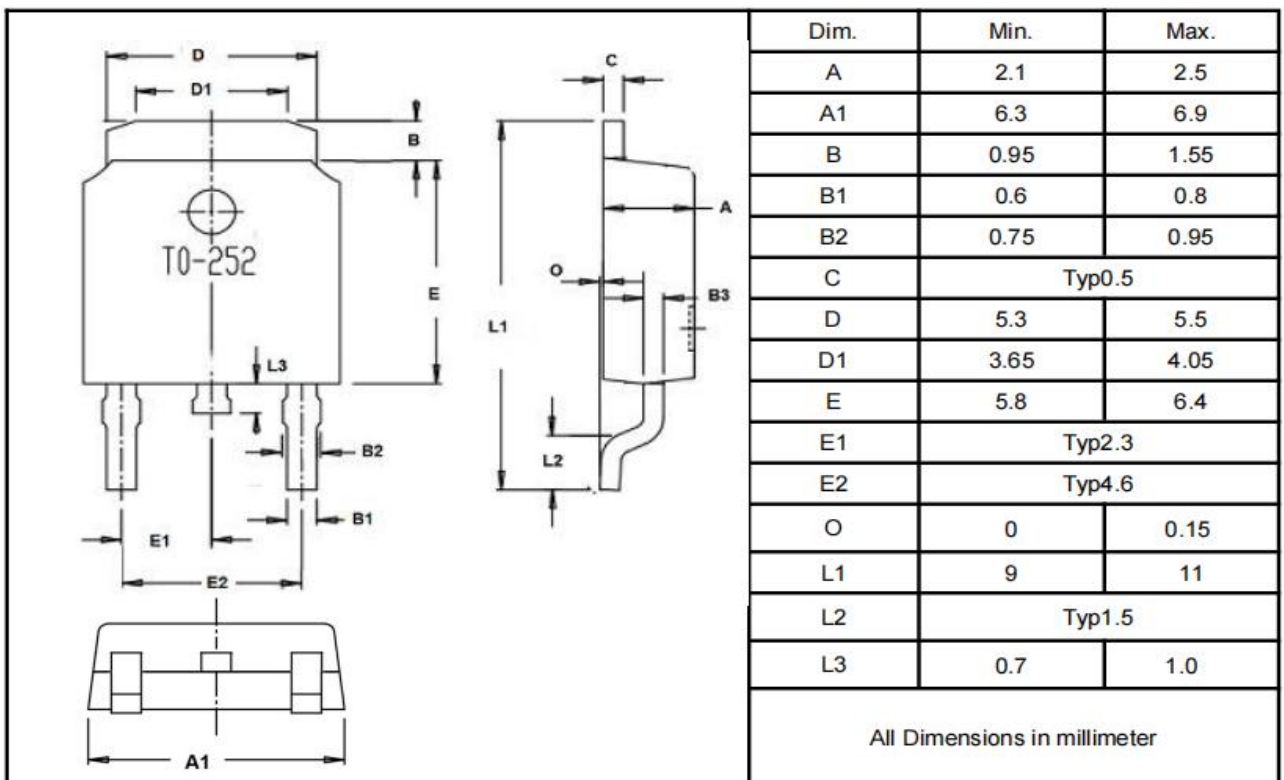 D
D1
C
B
A
TO-252
O
B3
E
L1
L3
B2
L2
B1
E1
E2
A1
Dim. Min. Max.
A 2.1 2.5
A1 6.3 6.9
B 0.95 1.55
B1 0.6 0.8
B2 0.75 0.95
C Typ0.5
D 5.3 5.5
D1 3.65 4.05
E 5.8 6.4
E1 Typ2.3
E2 Typ4.6
O 0 0.15
L1 9 11
L2 Typ1.5
L3 0.7 1.0
All Dimensions in millimeter